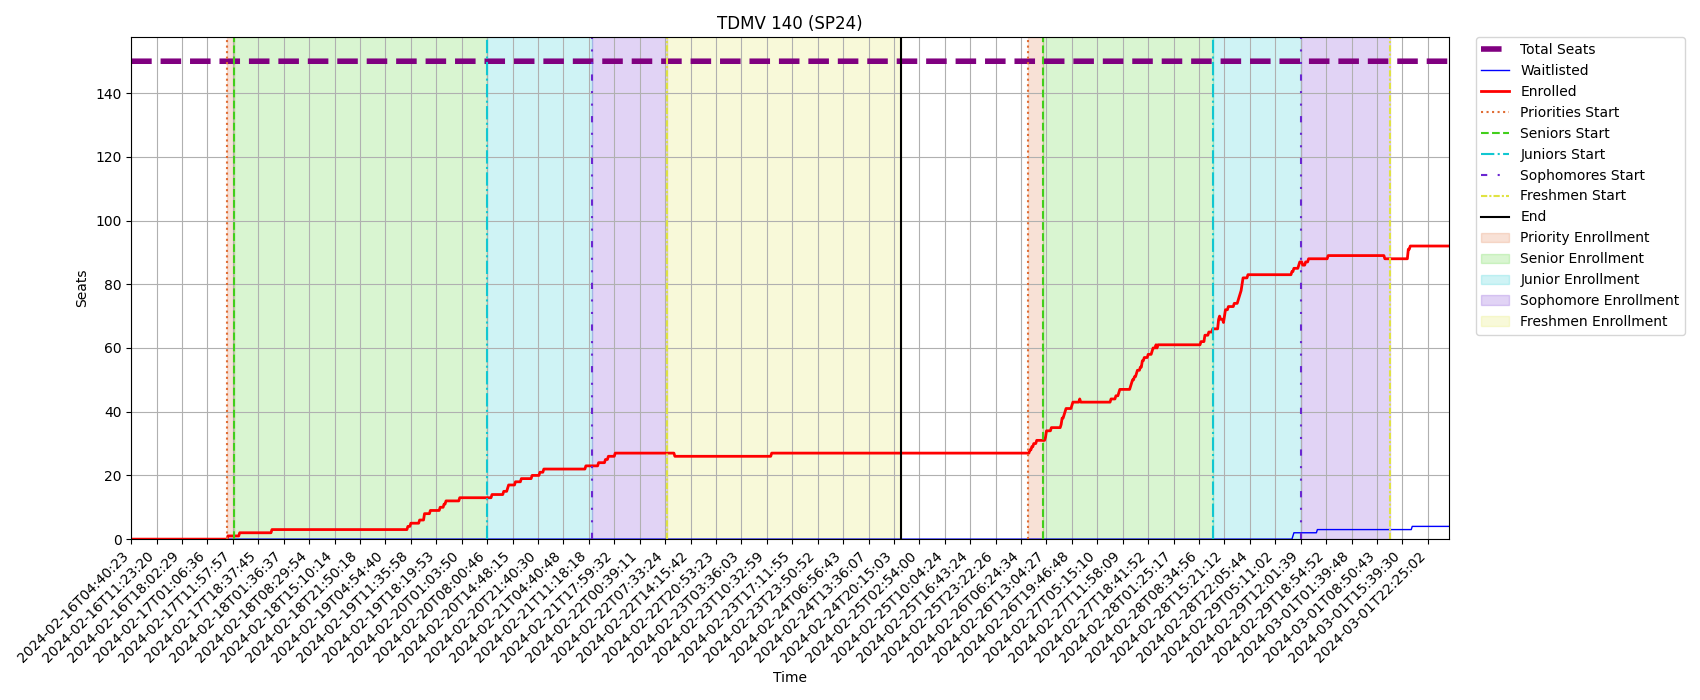 TDMV 140 (SP24)
Seats
140
120
100
80
60
40
20
0
2024-02-16T04:40:23
2024-02-16T11:23:20
2024-02-16T18:02:29
2024-02-17T01:06:36
2024-02-17T11:57:57
2024-02-17T18:37:45
2024-02-18T01:36:37
2024-02-18T08:29:54
2024-02-18T15:10:14
2024-02-18T21:50:18
2024-02-19T04:54:40
2024-02-19T11:35:58
2024-02-19T18:19:53
2024-02-20T01:03:50
2024-02-20T08:00:46
2024-02-20T14:48:15
2024-02-20T21:40:30
2024-02-21T04:40:48
2024-02-21T11:18:18
2024-02-21T17:59:32
2024-02-22T00:39:11
2024-02-22T07:33:24
2024-02-22T14:15:42
2024-02-22T20:53:23
2024-02-23T03:36:03
2024-02-23T10:32:59
2024-02-23T17:11:55
2024-02-23T23:50:52
2024-02-24T06:56:43
2024-02-24T13:36:07
2024-02-24T20:15:03
2024-02-25T02:54:00
2024-02-25T10:04:24
2024-02-25T16:43:24
2024-02-25T23:22:26
2024-02-26T06:24:34
2024-02-26T13:04:27
2024-02-26T19:46:48
2024-02-27T05:15:10
2024-02-27T11:58:09
2024-02-27T18:41:52
2024-02-28T01:25:17
2024-02-28T08:34:56
2024-02-28T15:21:12
2024-02-28T22:05:44
2024-02-29T05:11:02
2024-02-29T12:01:39
2024-02-29T18:54:52
2024-03-01T01:39:48
2024-03-01T08:50:43
2024-03-01T15:39:30
2024-03-01T22:25:02
Time
Total Seats
Waitlisted
Enrolled
Priorities Start
Seniors Start
Juniors Start
Sophomores Start
Freshmen Start
End
Priority Enrollment
Senior Enrollment
Junior Enrollment
Sophomore Enrollment
Freshmen Enrollment